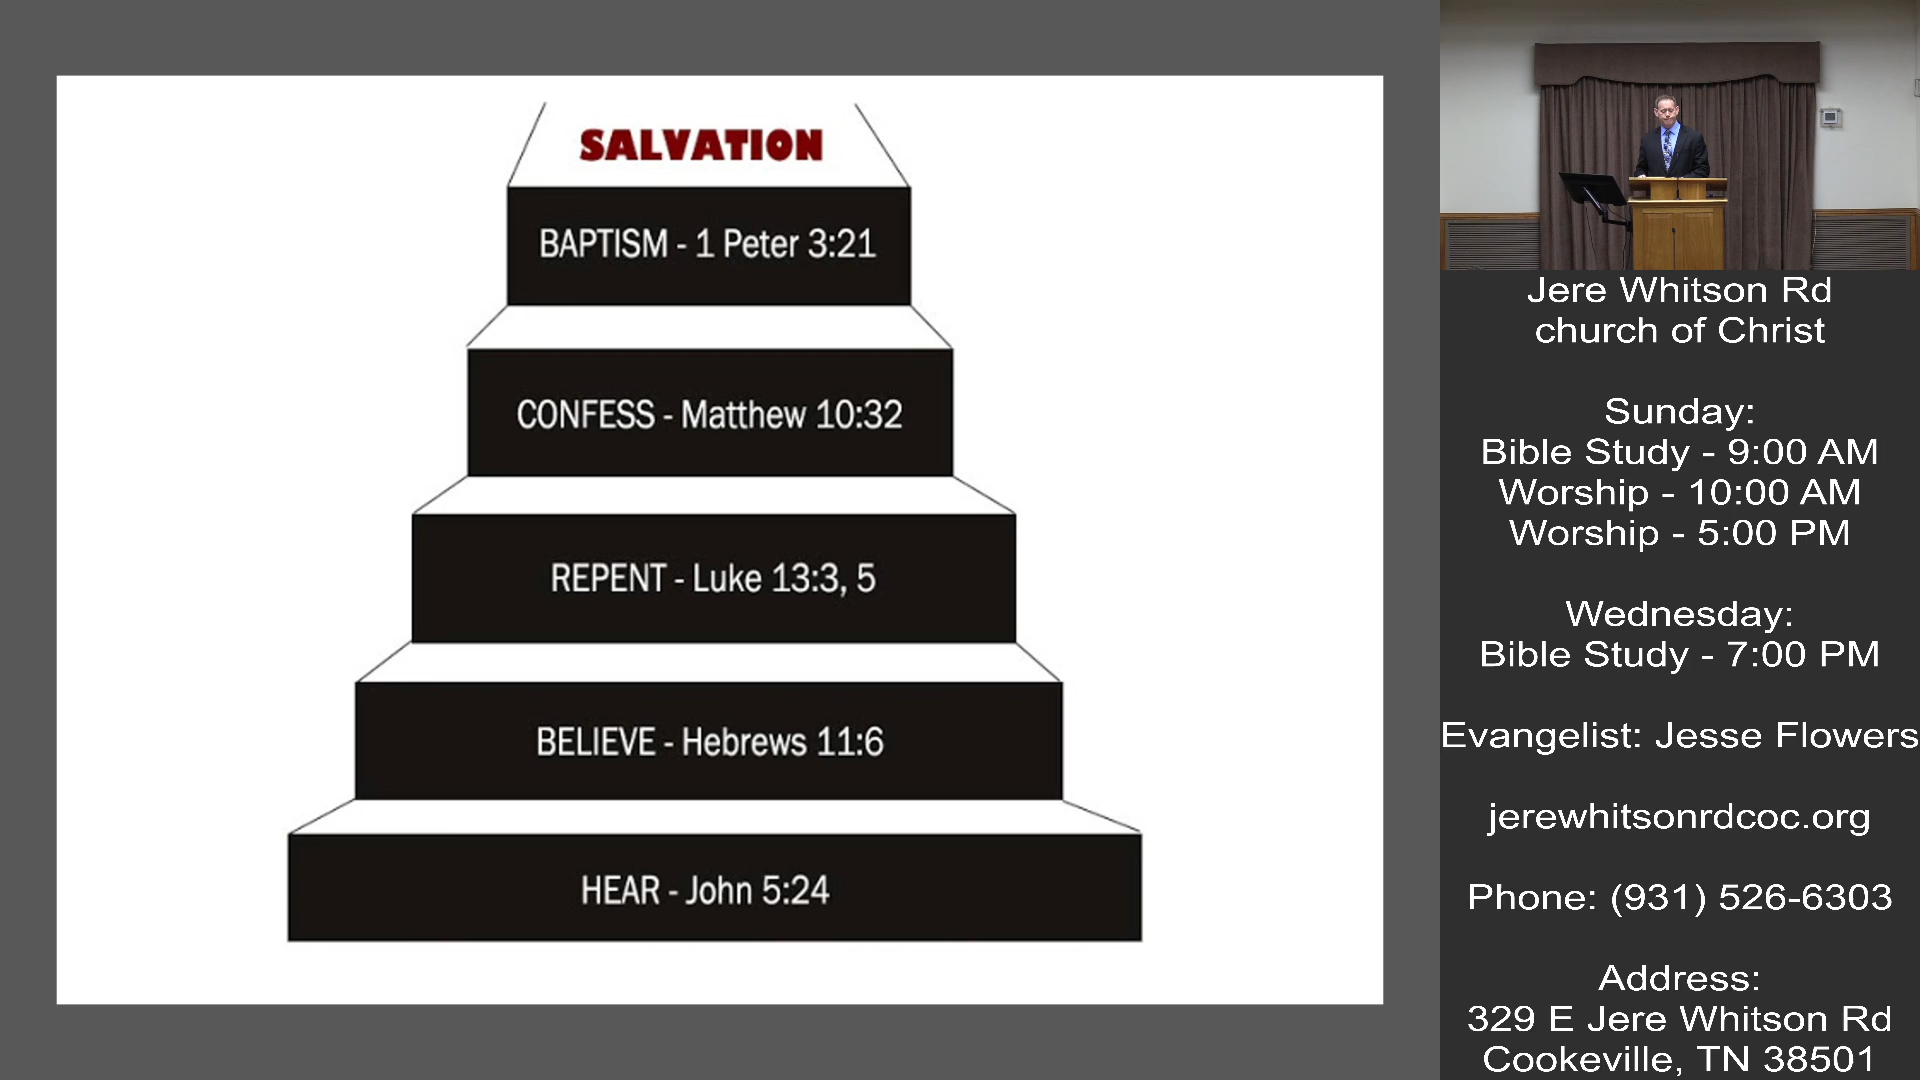 SALVATION
BAPTISM - 1 Peter 3:21
CONFESS - Matthew 10:32
REPENT - Luke 13:3, 5
BELIEVE - Hebrews 11:6
HEAR - John 5:24
Jere Whitson Rd
church of Christ
Sunday:
Bible Study - 9:00 AM
Worship - 10:00 AM
Worship - 5:00 PM
Wednesday:
Bible Study - 7:00 PM
Evangelist: Jesse Flowers
jerewhitsonrdcoc.org
Phone: (931) 526-6303
Address:
329 E Jere Whitson Rd
Cookeville, TN 38501